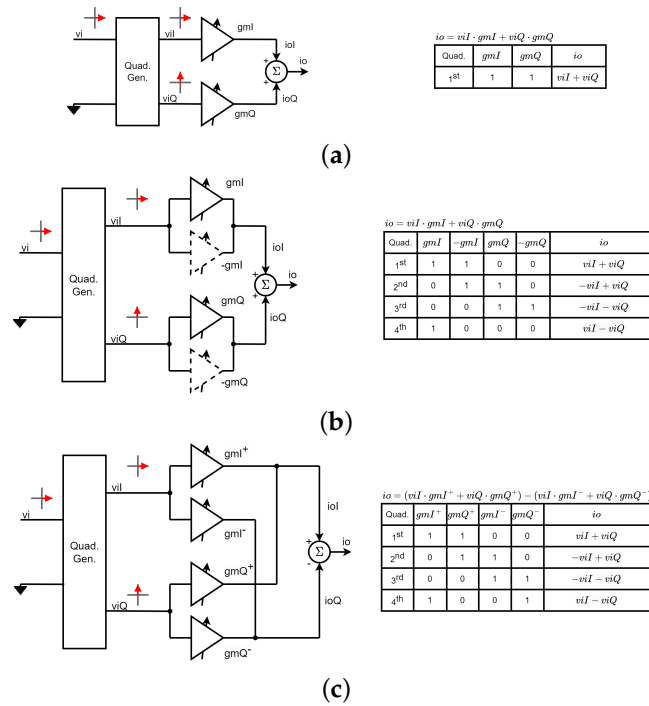 vi
viI
gmI
Quad.
Gen.
ioI
+
Σ
io
+
viQ
ioQ
gmQ
io = viI · gmI + viQ · gmQ
Quad. gmI gmQ io
1st 1 1 viI + viQ
(a)
gmI
vi
viI
-gmI
ioI
Quad.
Gen.
+
Σ
io
+
gmQ
ioQ
viQ
-gmQ
io = viI · gmI + viQ · gmQ
Quad. gmI −gmI gmQ −gmQ io
1st 1 1 0 0 viI + viQ
2nd 0 1 1 0 −viI + viQ
3rd 0 0 1 1 −viI − viQ
4th 1 0 0 0 viI − viQ
(b)
gmI+
viI
vi
ioI
gmI-
Quad.
Gen.
+
Σ
io
-
gmQ+
ioQ
viQ
gmQ-
io = (viI · gmI+ + viQ · gmQ+) − (viI · gmI− + viQ · gmQ−)
Quad. gmI+ gmQ+ gmI− gmQ− io
1st 1 1 0 0 viI + viQ
2nd 0 1 1 0 −viI + viQ
3rd 0 0 1 1 −viI − viQ
4th 1 0 0 1 viI − viQ
(c)